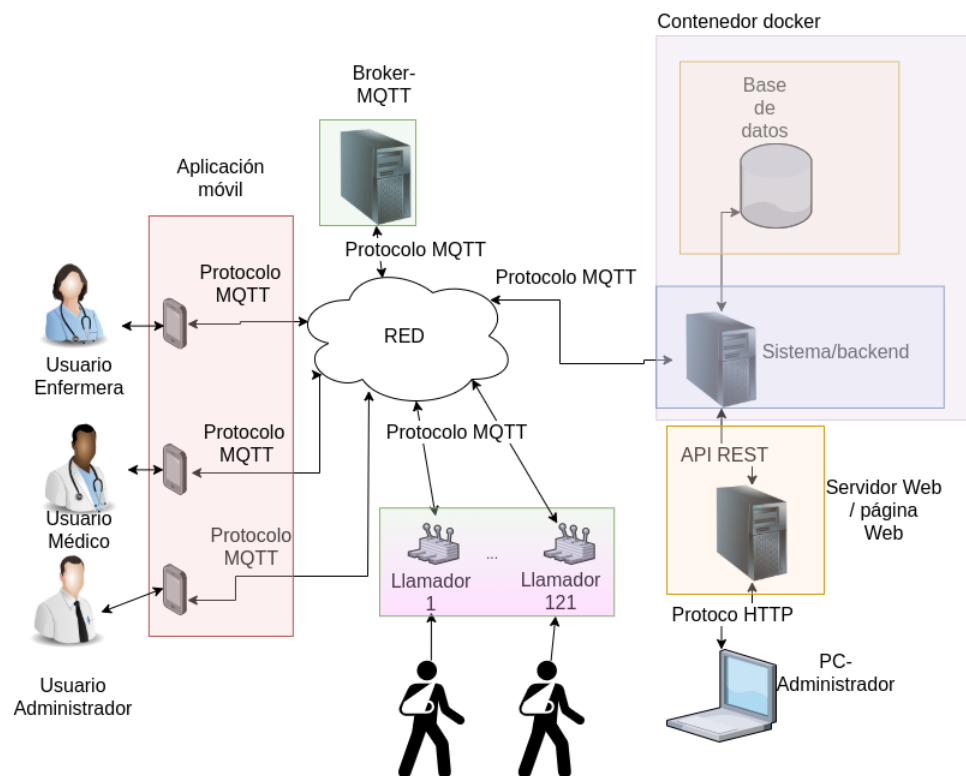 Contenedor docker
Broker-
MQTT
Base
de
datos
Aplicación
móvil
Protocolo MQTT
Protocolo MQTT
Protocolo
MQTT
RED
Sistema/backend
Usuario
Enfermera
Protocolo
MQTT
Protocolo MQTT
API REST
Servidor Web
/ página
Web
Usuario
Médico
Protocolo
MQTT
Llamador
1
...
Llamador
121
Protoco HTTP
PC-
Administrador
Usuario
Administrador